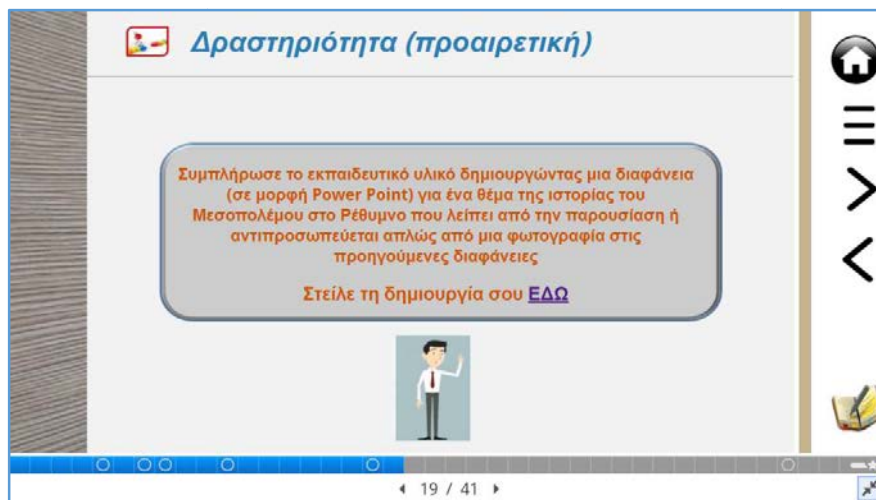 Δραστηριότητα (προαιρετική)
Συμπλήρωσε το εκπαιδευτικό υλικό δημιουργώντας μια διαφάνεια
(σε μορφή Power Point) για ένα θέμα της ιστορίας του
Μεσοπολέμου στο Ρέθυμνο που λείπει από την παρουσίαση ή
αντιπροσωπεύεται απλώς από μια φωτογραφία στις
προηγούμενες διαφάνειες
Στείλε τη δημιουργία σου ΕΔΩ
19 / 41